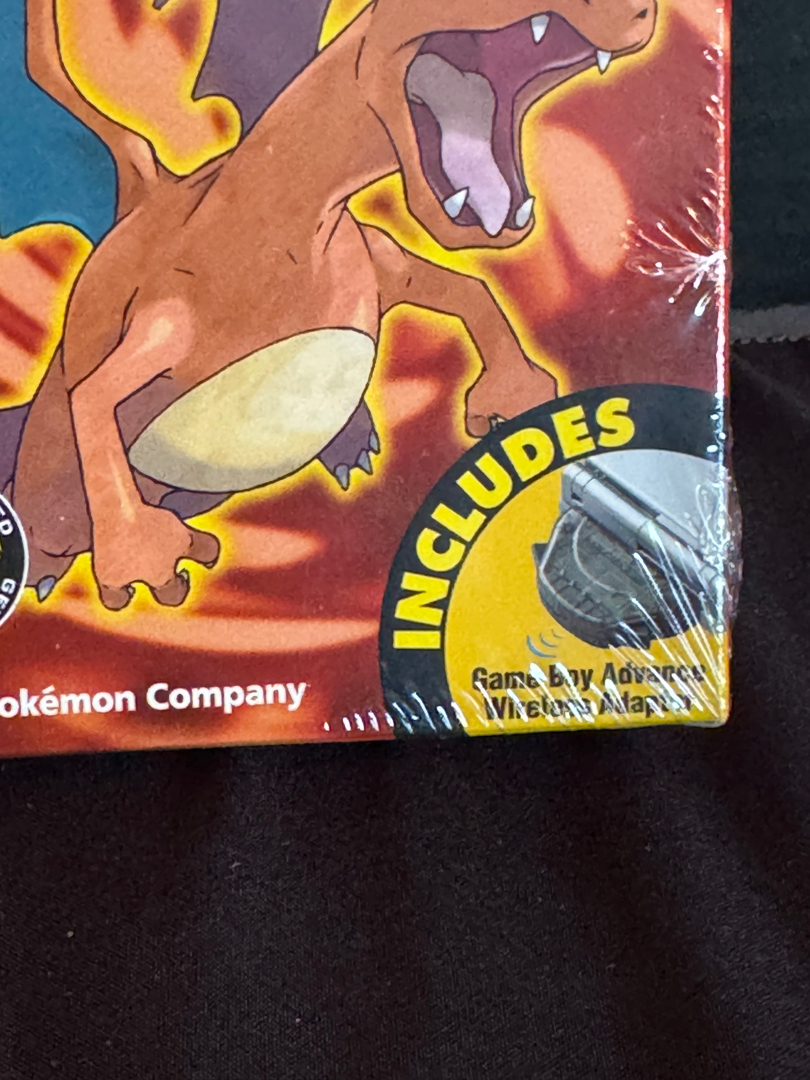 INCLUDES
Game Boy Advance
Wireless Adapter
okémon Company